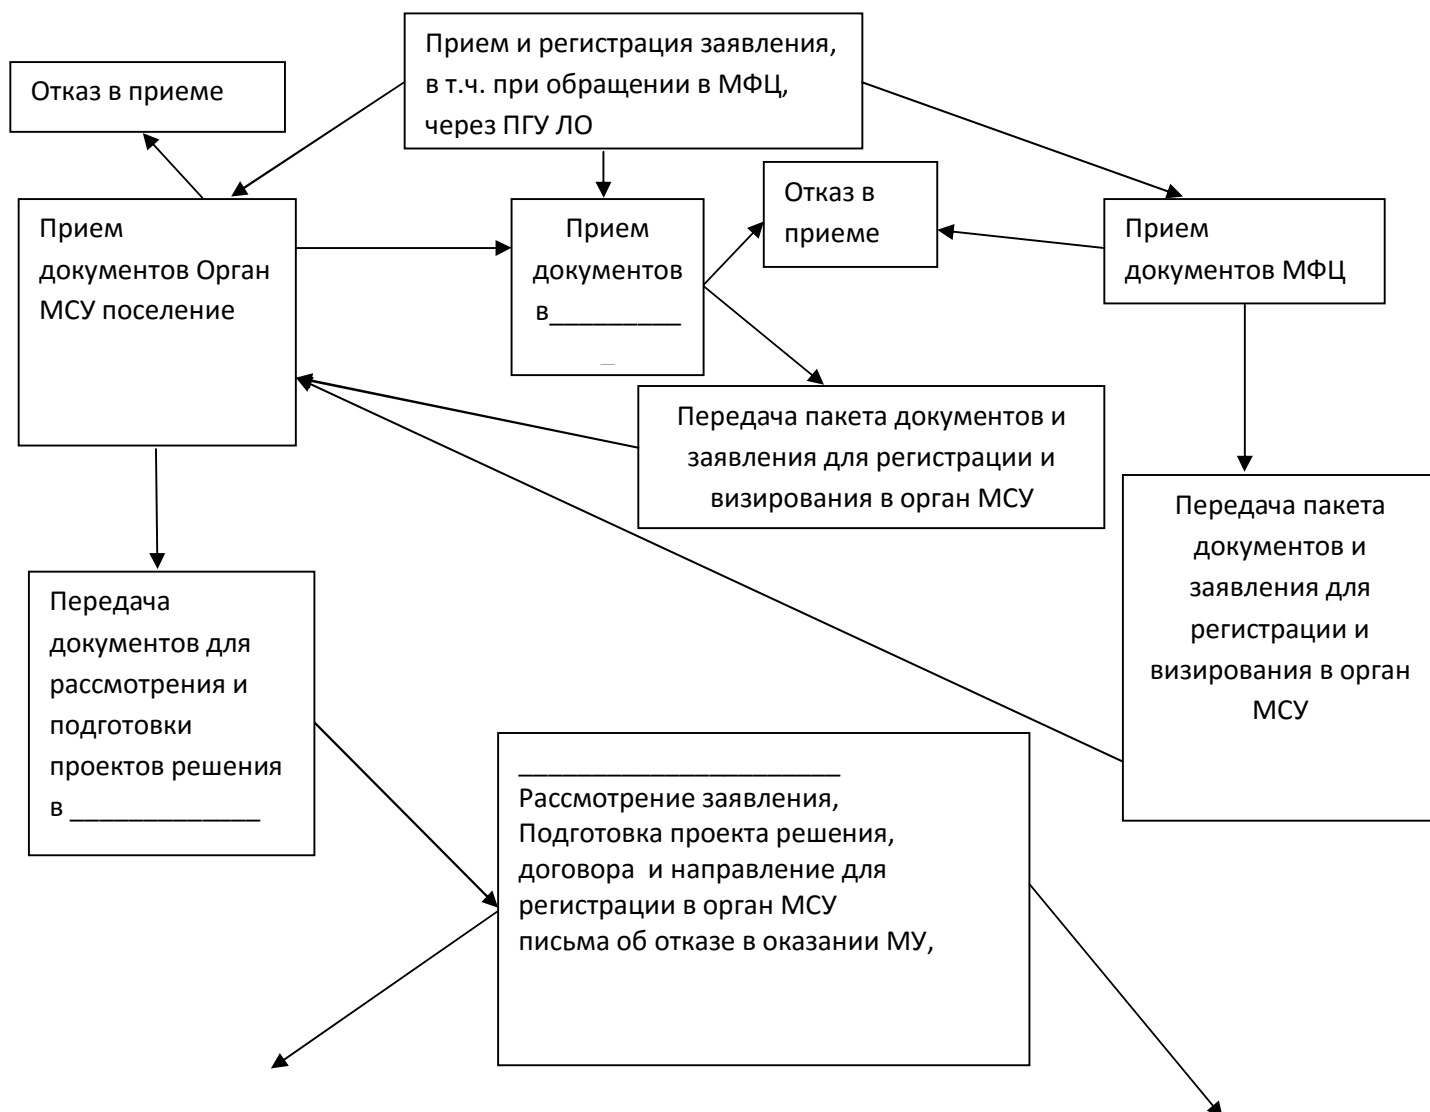 Прием и регистрация заявления,
в т.ч. при обращении в МФЦ,
через ПГУ ЛО
Отказ в приеме
Отказ в
приеме
Прием
документов Орган
МСУ поселение
Прием
документов
в_________
_
Прием
документов МФЦ
Передача пакета документов и
заявления для регистрации и
визирования в орган МСУ
Передача пакета
документов и
заявления для
регистрации и
визирования в орган
МСУ
Передача
документов для
рассмотрения и
подготовки
проектов решения
в _____________
______________________
Рассмотрение заявления,
Подготовка проекта решения,
договора  и направление для
регистрации в орган МСУ
письма об отказе в оказании МУ,